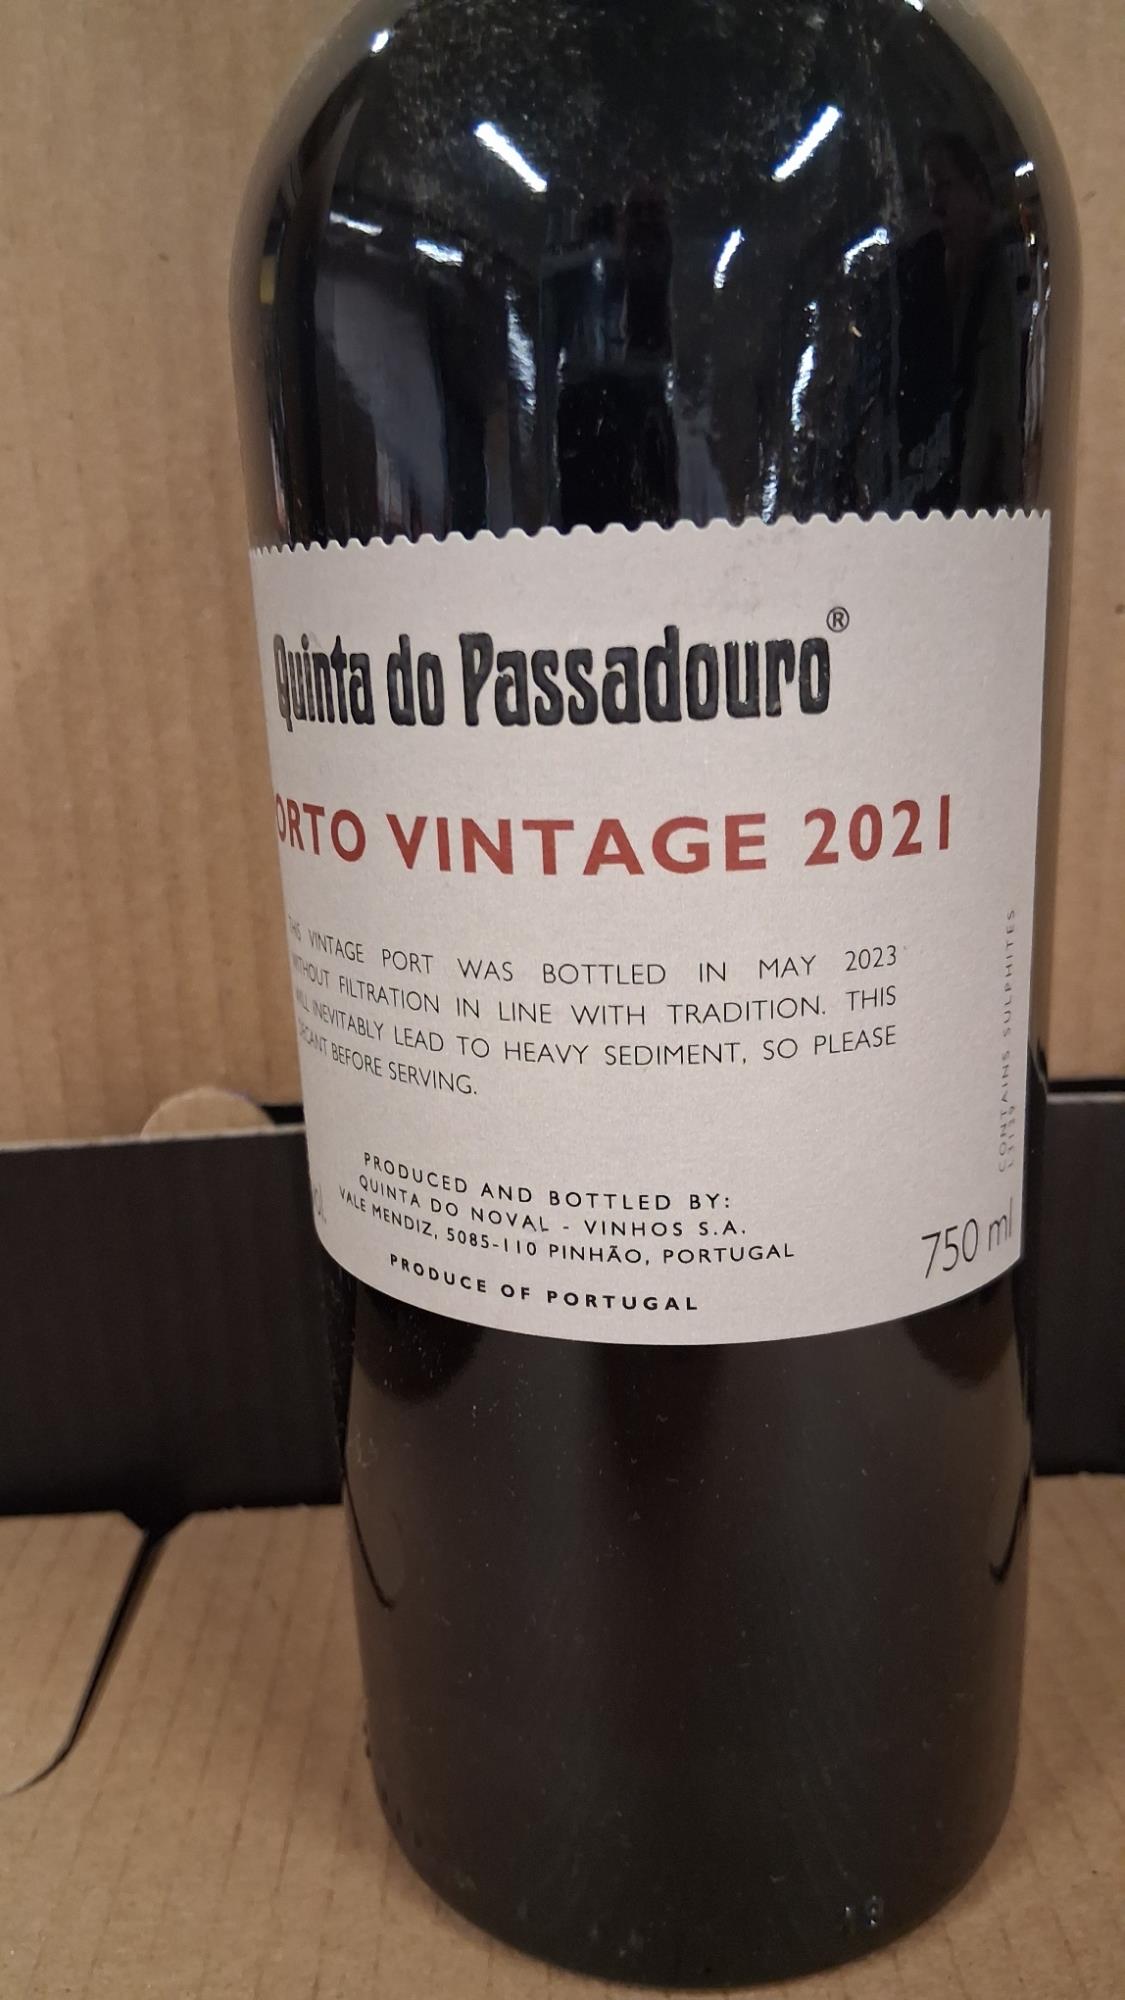 Quinta do Passadouro®
ORTO VINTAGE 2021
THIS VINTAGE PORT WAS BOTTLED IN MAY 2023
WITHOUT FILTRATION IN LINE WITH TRADITION. THIS
WILL INEVITABLY LEAD TO HEAVY SEDIMENT, SO PLEASE
DECANT BEFORE SERVING.
PRODUCED AND BOTTLED BY:
QUINTA DO NOVAL - VINHOS S.A.
VALE MENDIZ, 5085-110 PINHÃO, PORTUGAL
PRODUCE OF PORTUGAL
750 ml
CONTAINS SULPHITES
L3139